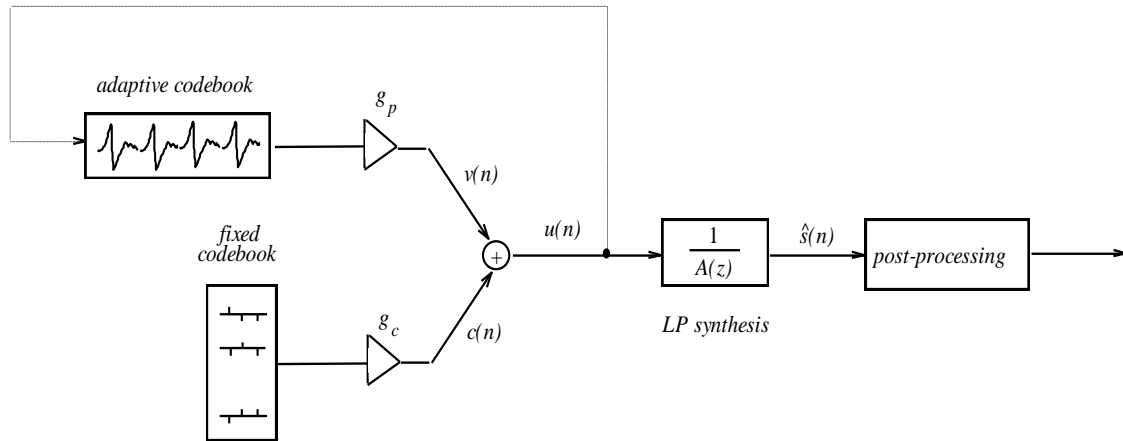 adaptive codebook
g_p
v(n)
fixed
codebook
g_c
c(n)
+
u(n)
1
A(z)
LP synthesis
ŝ(n)
post-processing